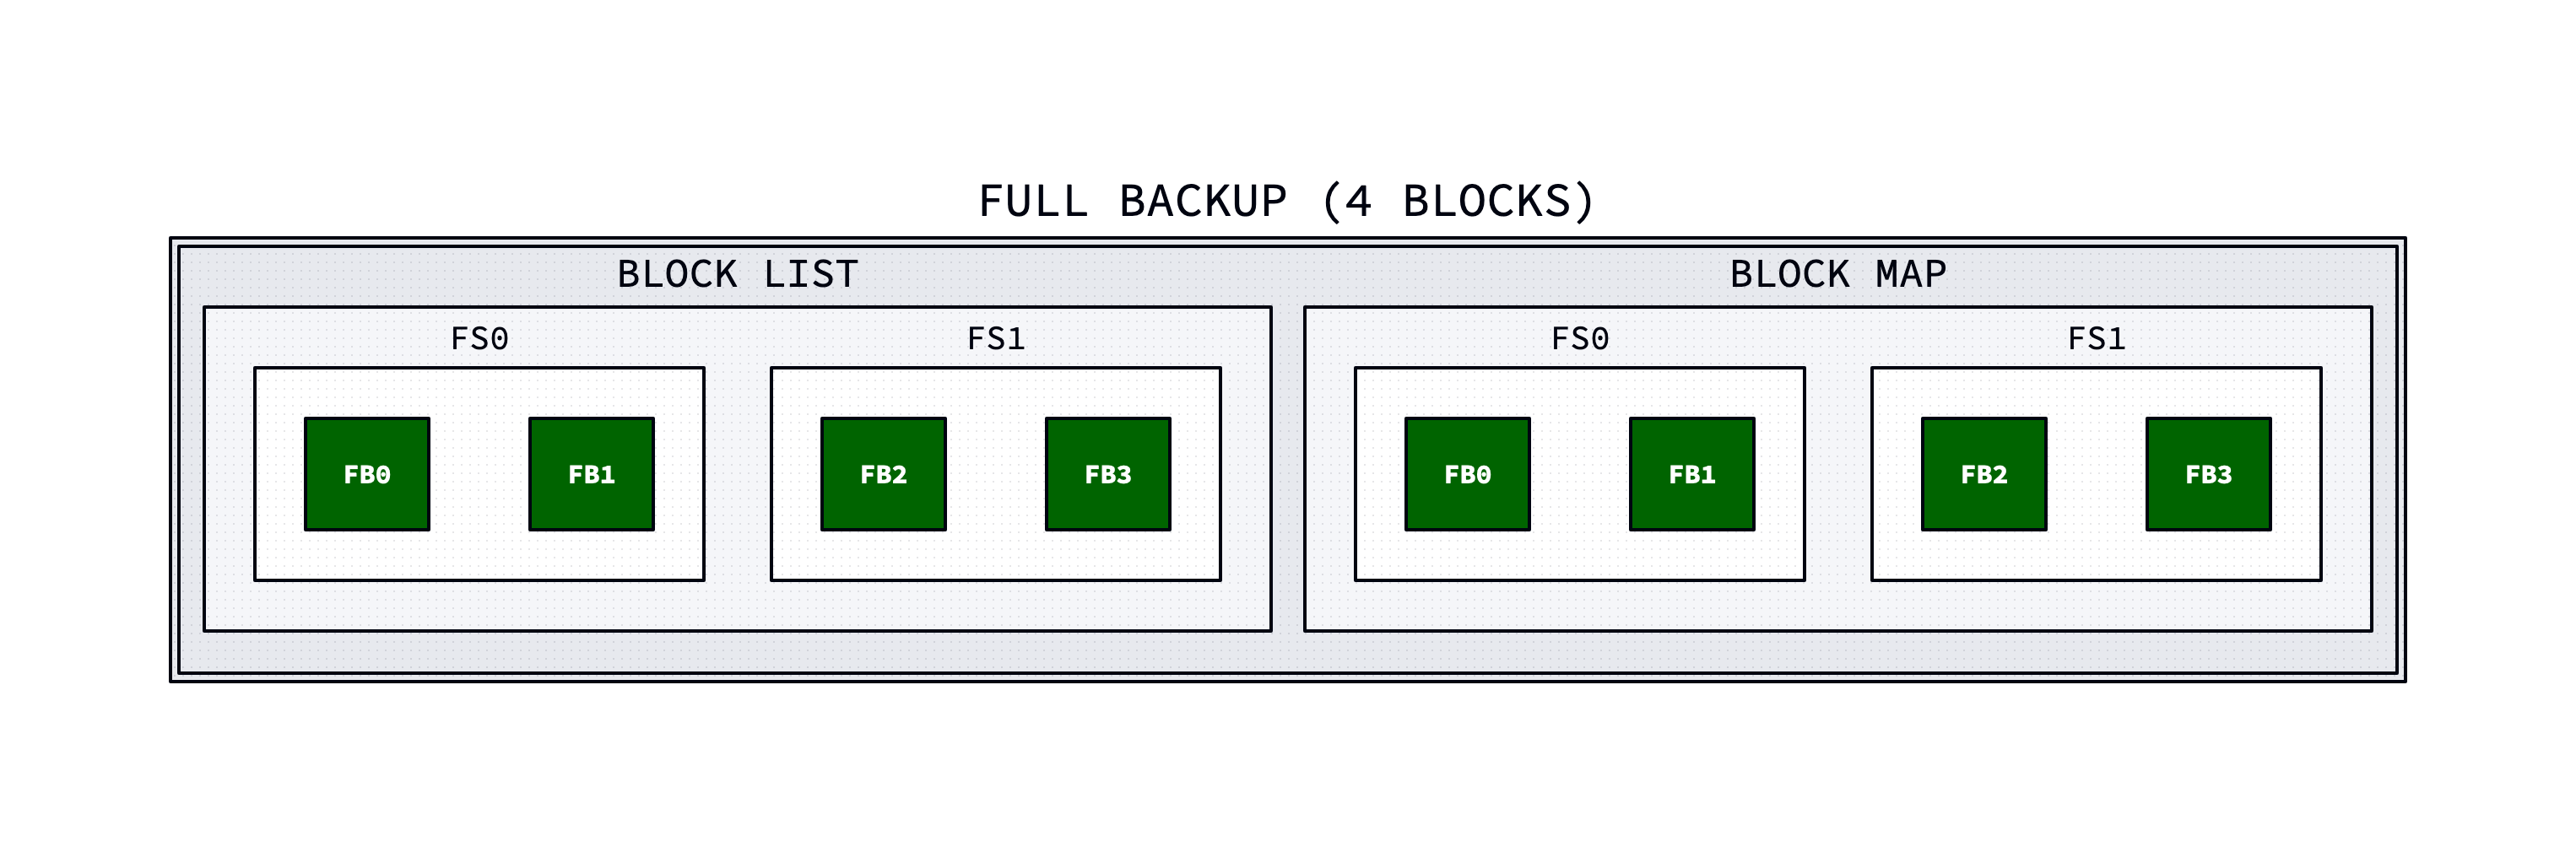 FULL BACKUP (4 BLOCKS)
BLOCK LIST
BLOCK MAP
FS0
FS1
FS0
FS1
FB0
FB1
FB2
FB3
FB0
FB1
FB2
FB3